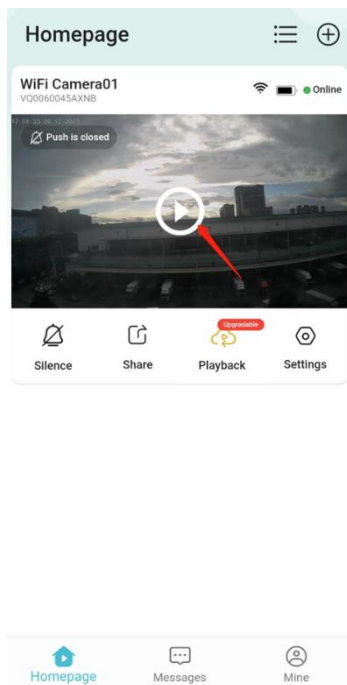 Homepage
WiFi Camera01
Online
VQ0060045AXNB
Push is closed
Upgradable
Silence
Share
Playback
Settings
Homepage
Messages
Mine